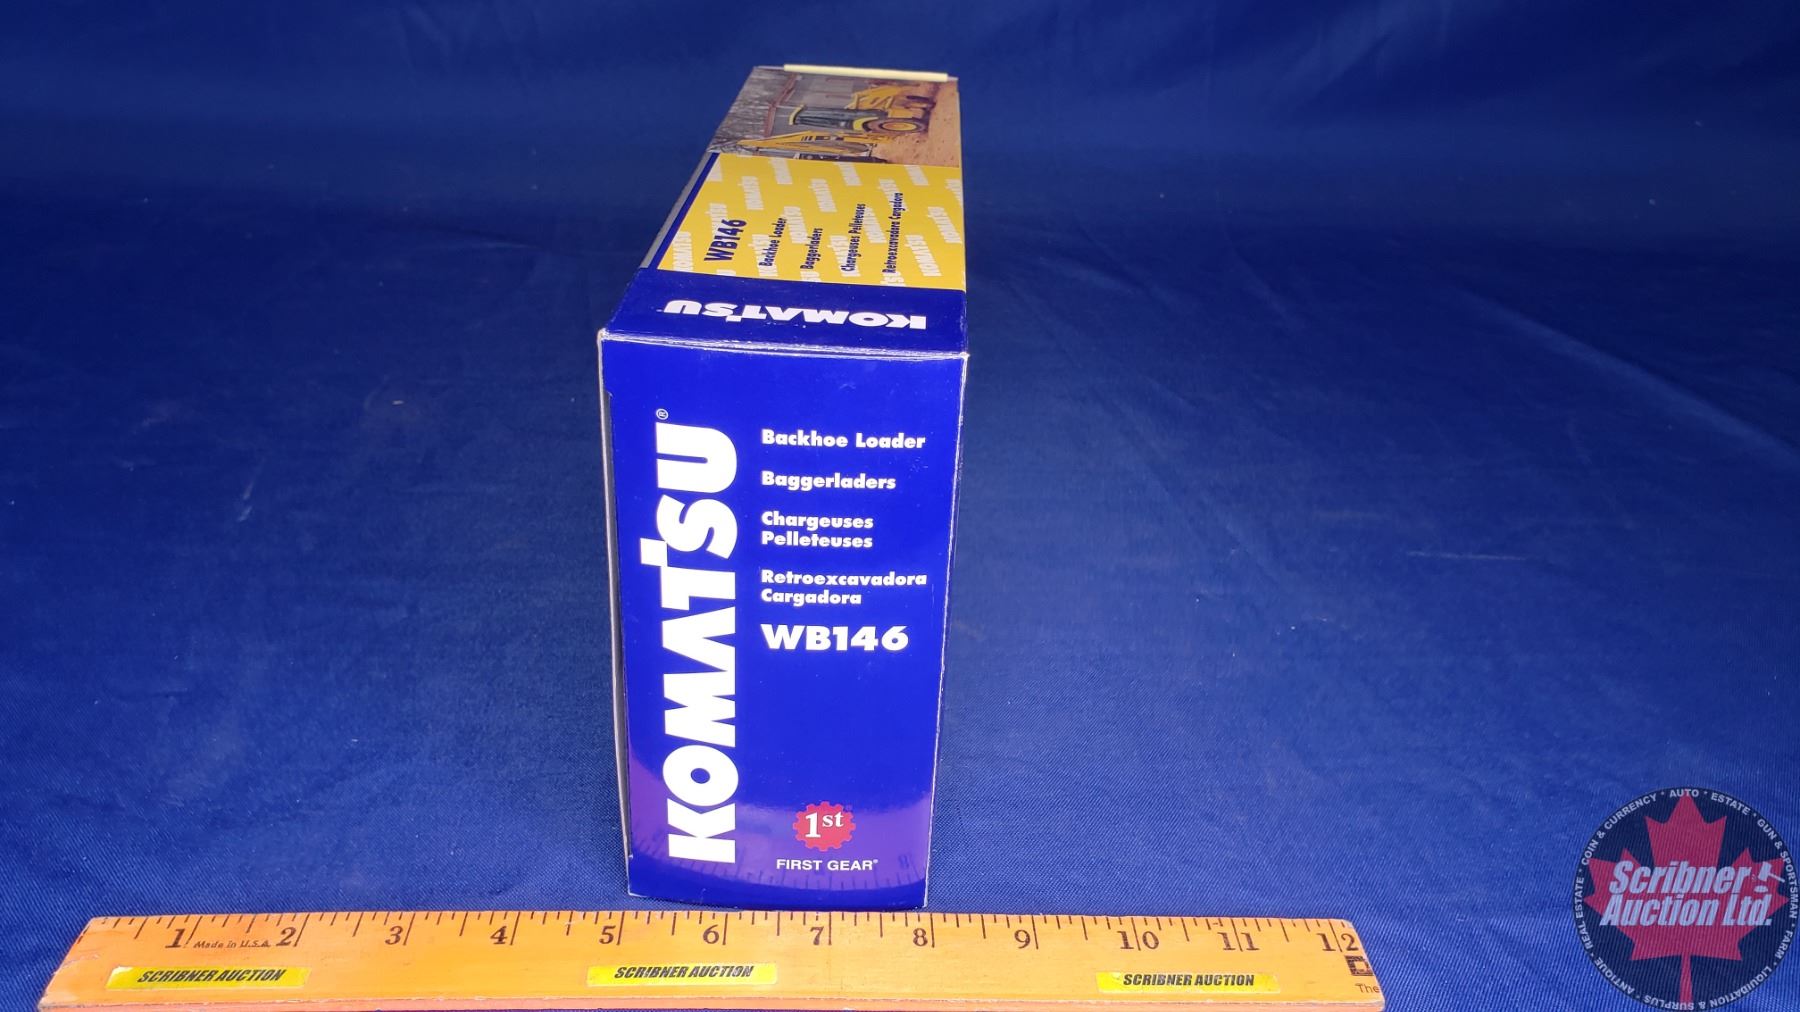 WB146
Backhoe Loader
Baggerladers
Chargeuses Pelleteuses
Retroexcavadora Cargadora
KOMATSU
KOMATSU®
Backhoe Loader
Baggerladers
Chargeuses
Pelleteuses
Retroexcavadora
Cargadora
WB146
1st
FIRST GEAR®
1 2 3 4 5 6 7 8 9 10 11 12
Made in U.S.A.
The
SCRIBNER AUCTION
SCRIBNER AUCTION
SCRIBNER AUCTION
Scribner
Auction Ltd.
ANTIQUE • REAL ESTATE • COIN & CURRENCY • AUTO • ESTATE • GUN & SPORTSMAN • FARM • LIQUIDATION & SURPLUS